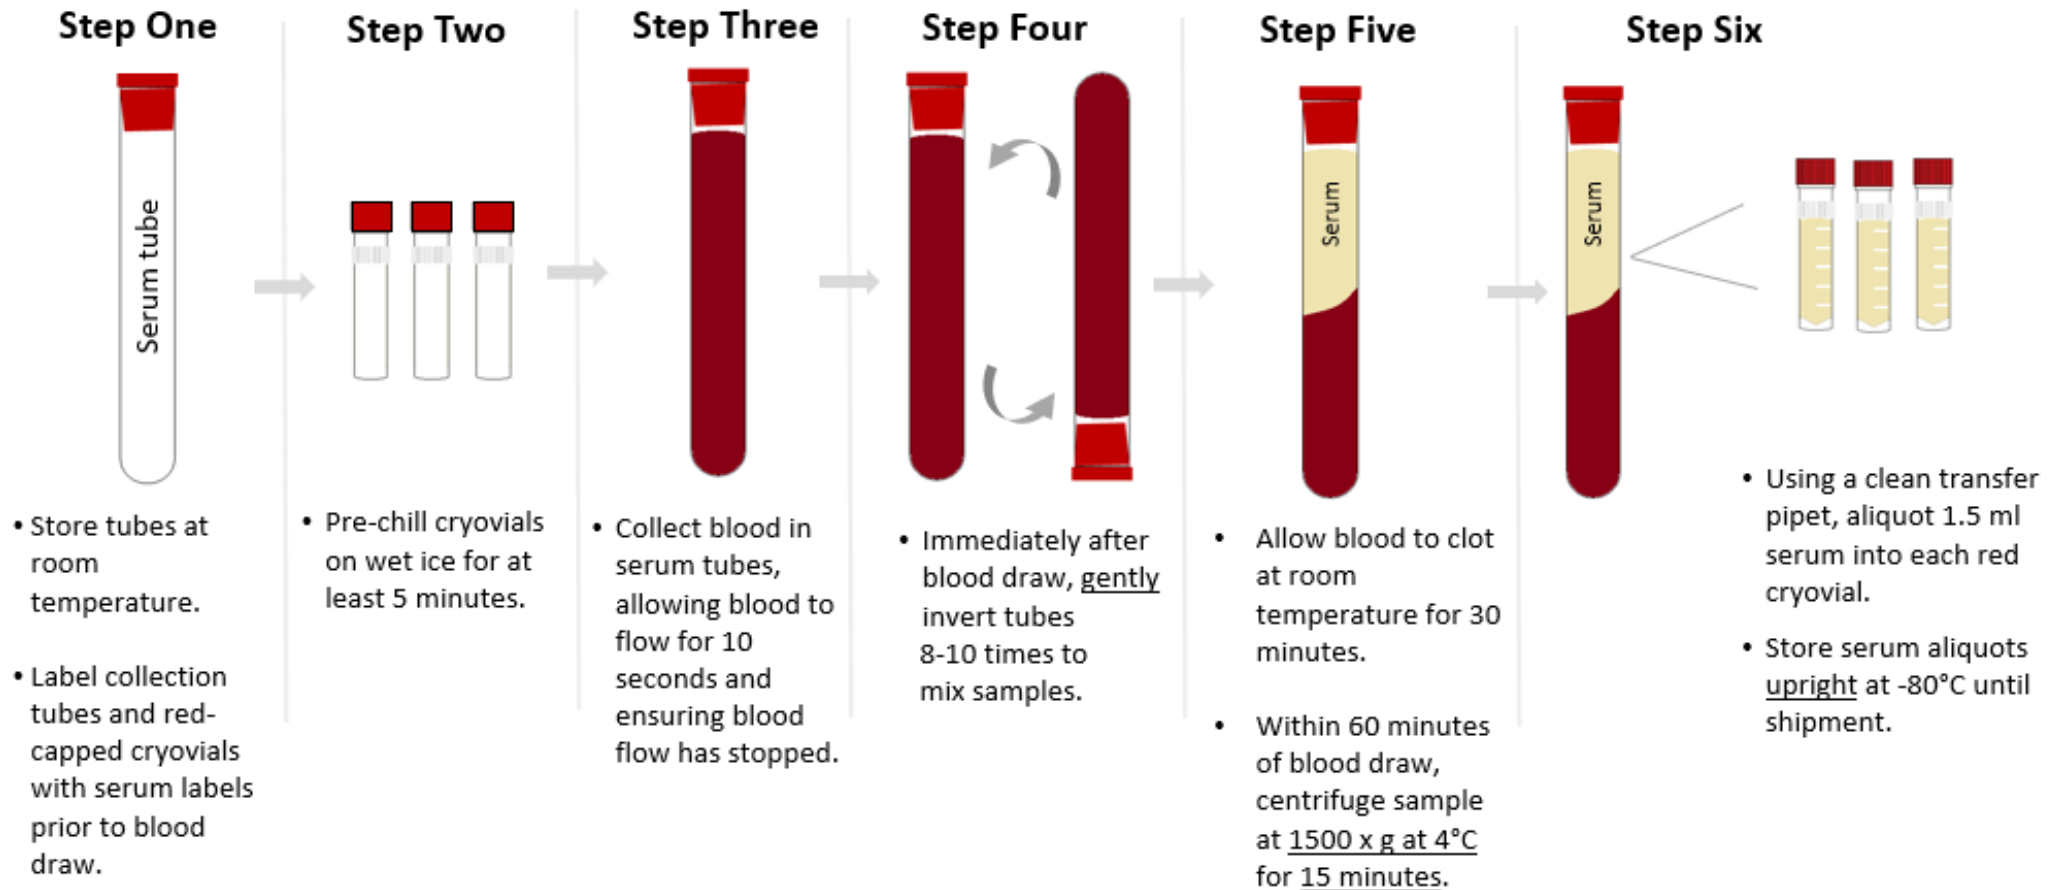 Step One
Serum tube
• Store tubes at
room
temperature.
• Label collection
tubes and red-
capped cryovials
with serum labels
prior to blood
draw.
Step Two
• Pre-chill cryovials
on wet ice for at
least 5 minutes.
Step Three
• Collect blood in
serum tubes,
allowing blood to
flow for 10
seconds and
ensuring blood
flow has stopped.
Step Four
• Immediately after
blood draw, gently
invert tubes
8-10 times to
mix samples.
Step Five
Serum
• Allow blood to clot
at room
temperature for 30
minutes.
• Within 60 minutes
of blood draw,
centrifuge sample
at 1500 x g at 4°C
for 15 minutes.
Step Six
Serum
• Using a clean transfer
pipet, aliquot 1.5 ml
serum into each red
cryovial.
• Store serum aliquots
upright at -80°C until
shipment.